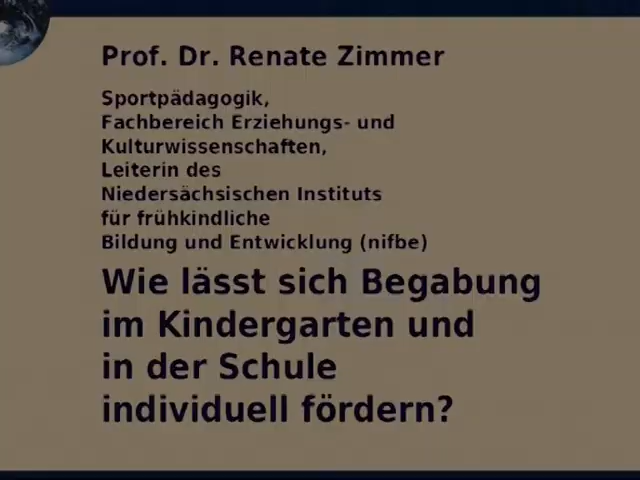 Prof. Dr. Renate Zimmer
Sportpädagogik,
Fachbereich Erziehungs- und
Kulturwissenschaften,
Leiterin des
Niedersächsischen Instituts
für frühkindliche
Bildung und Entwicklung (nifbe)
Wie lässt sich Begabung
im Kindergarten und
in der Schule
individuell fördern?